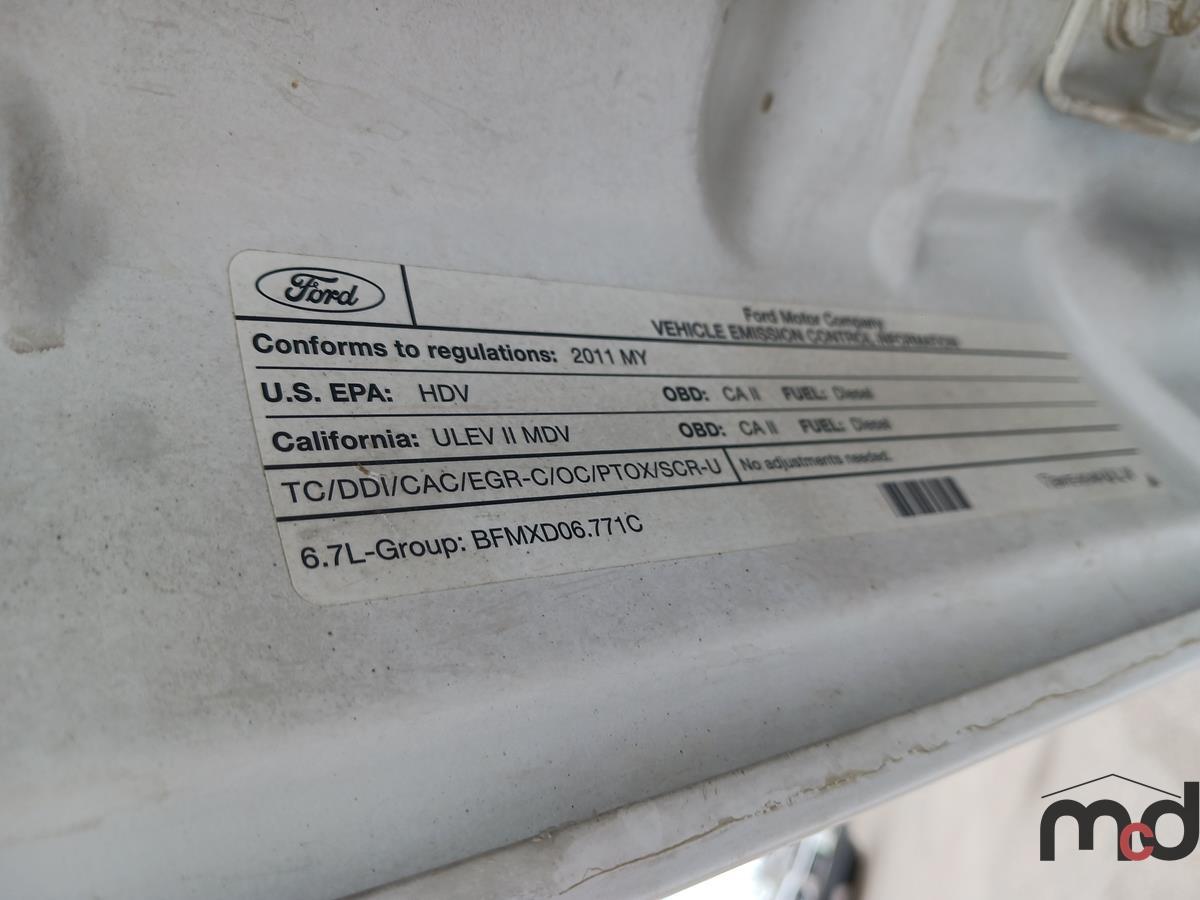 Ford
Ford Motor Company
VEHICLE EMISSION CONTROL INFORMATION
Conforms to regulations: 2011 MY
U.S. EPA: HDV OBD: CA II FUEL: Diesel
California: ULEV II MDV OBD: CA II FUEL: Diesel
TC/DDI/CAC/EGR-C/OC/PTOX/SCR-U No adjustments needed.
6.7L-Group: BFMXD06.771C
mcd